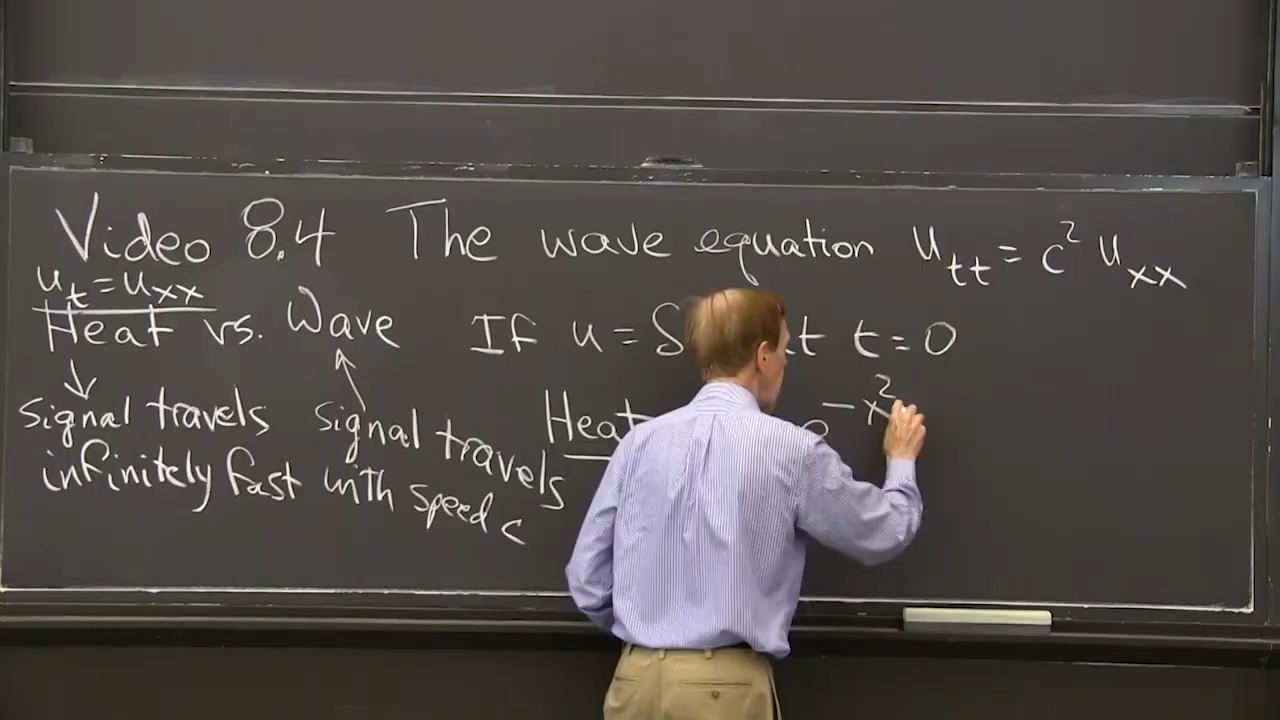 Video 8.4 The wave equation u_tt = c² u_xx
u_t = u_xx
Heat vs. Wave If u = t t = 0
Heat e^-x²
signal travels signal travels
infinitely fast with speed c